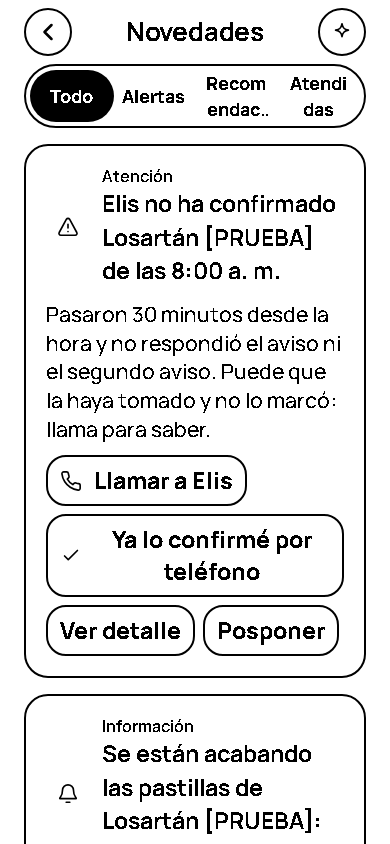 Novedades
Todo
Alertas
Recom
endac..
Atendi
das
Atención
Elis no ha confirmado
Losartán [PRUEBA]
de las 8:00 a. m.
Pasaron 30 minutos desde la
hora y no respondió el aviso ni
el segundo aviso. Puede que
la haya tomado y no lo marcó:
llama para saber.
Llamar a Elis
Ya lo confirmé por
teléfono
Ver detalle
Posponer
Información
Se están acabando
las pastillas de
Losartán [PRUEBA]: